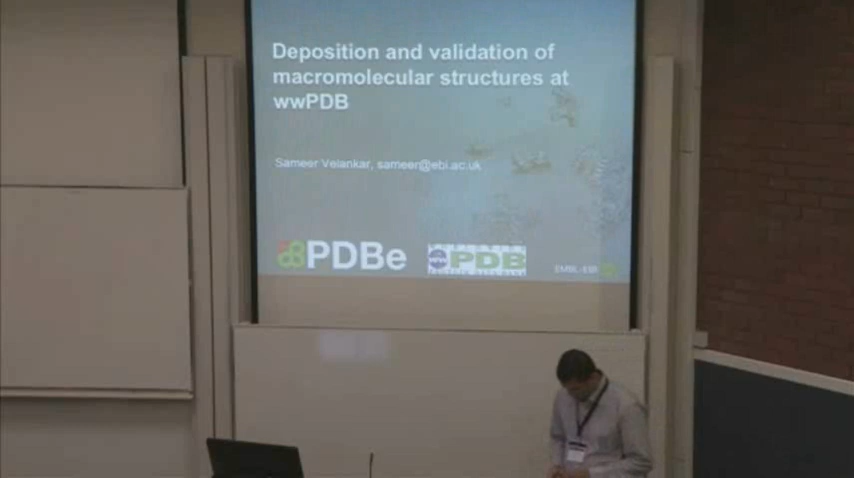 Deposition and validation of
macromolecular structures at
wwPDB
Sameer Velankar, sameer@ebi.ac.uk
PDBe
PDB
EMBL-EBI